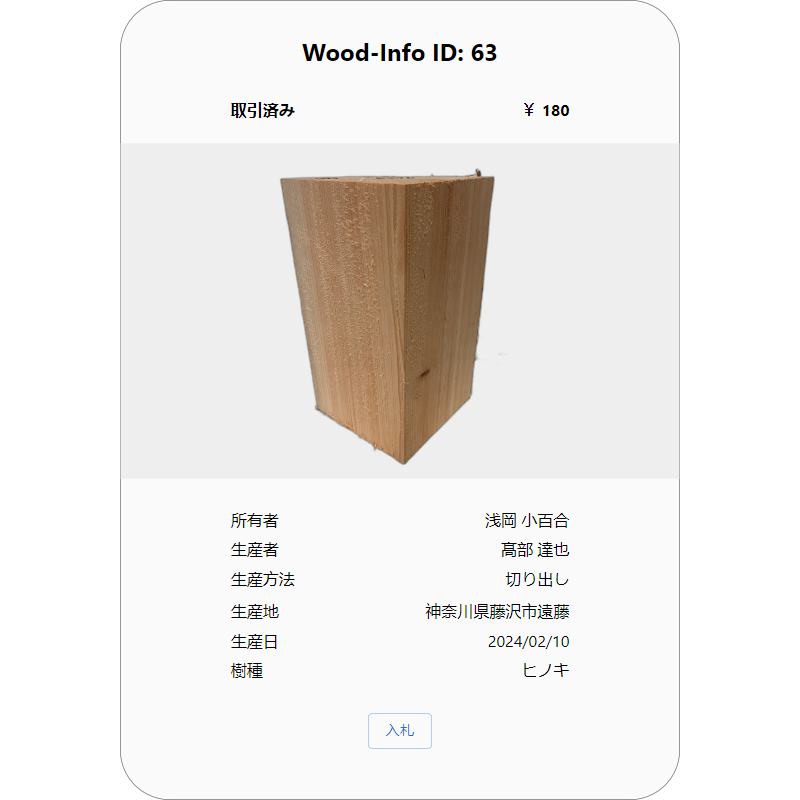 Wood-Info ID: 63
取引済み ￥ 180
所有者 浅岡 小百合
生産者 髙部 達也
生産方法 切り出し
生産地 神奈川県藤沢市遠藤
生産日 2024/02/10
樹種 ヒノキ
入札